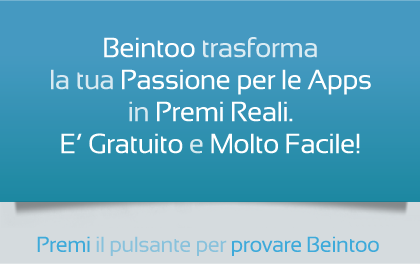 Beintoo trasforma
la tua Passione per le Apps
in Premi Reali.
E’ Gratuito e Molto Facile!
Premi il pulsante per provare Beintoo